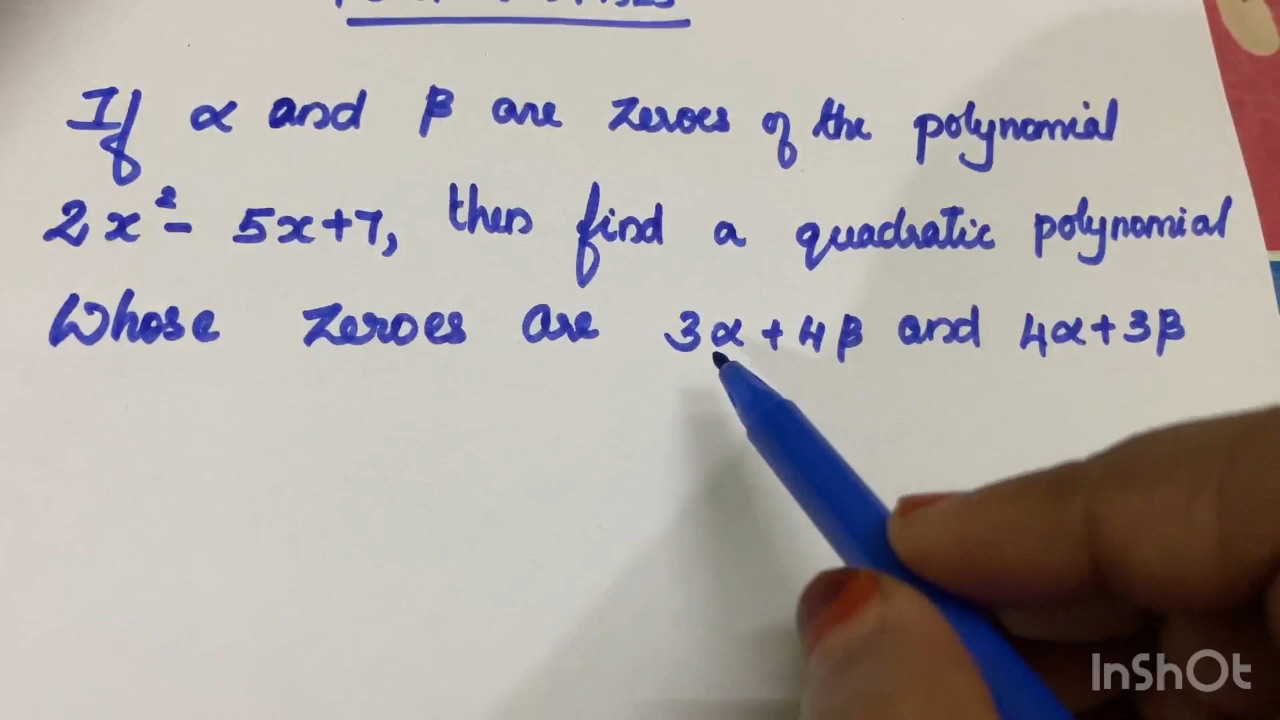 If α and β are zeroes of the polynomial
2x² - 5x+7, then find a quadratic polynomial
Whose zeroes are 3α + 4β and 4α+3β
InShOt